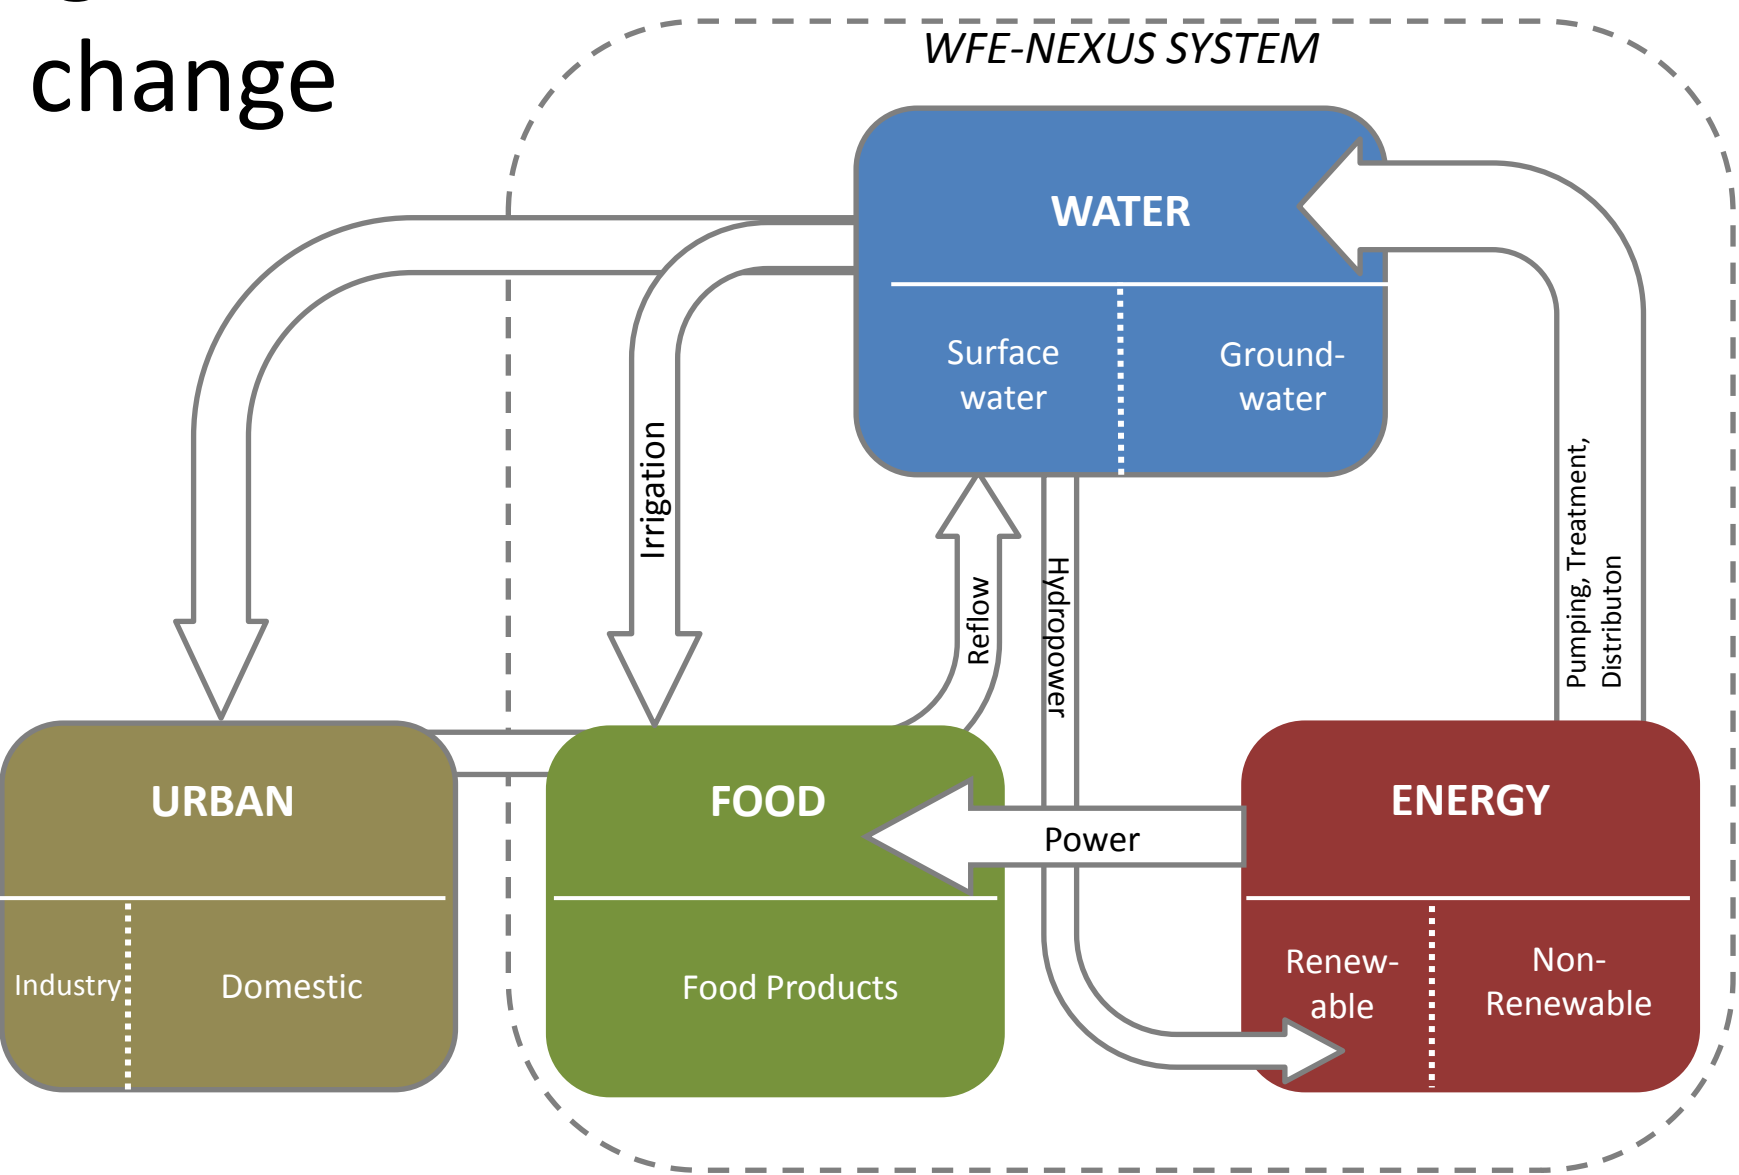 change
WFE-NEXUS SYSTEM
WATER
Surface
water
Ground-
water
Irrigation
Reflow
Hydropower
Pumping, Treatment,
Distributon
URBAN
Industry
Domestic
FOOD
Food Products
Power
ENERGY
Renew-
able
Non-
Renewable